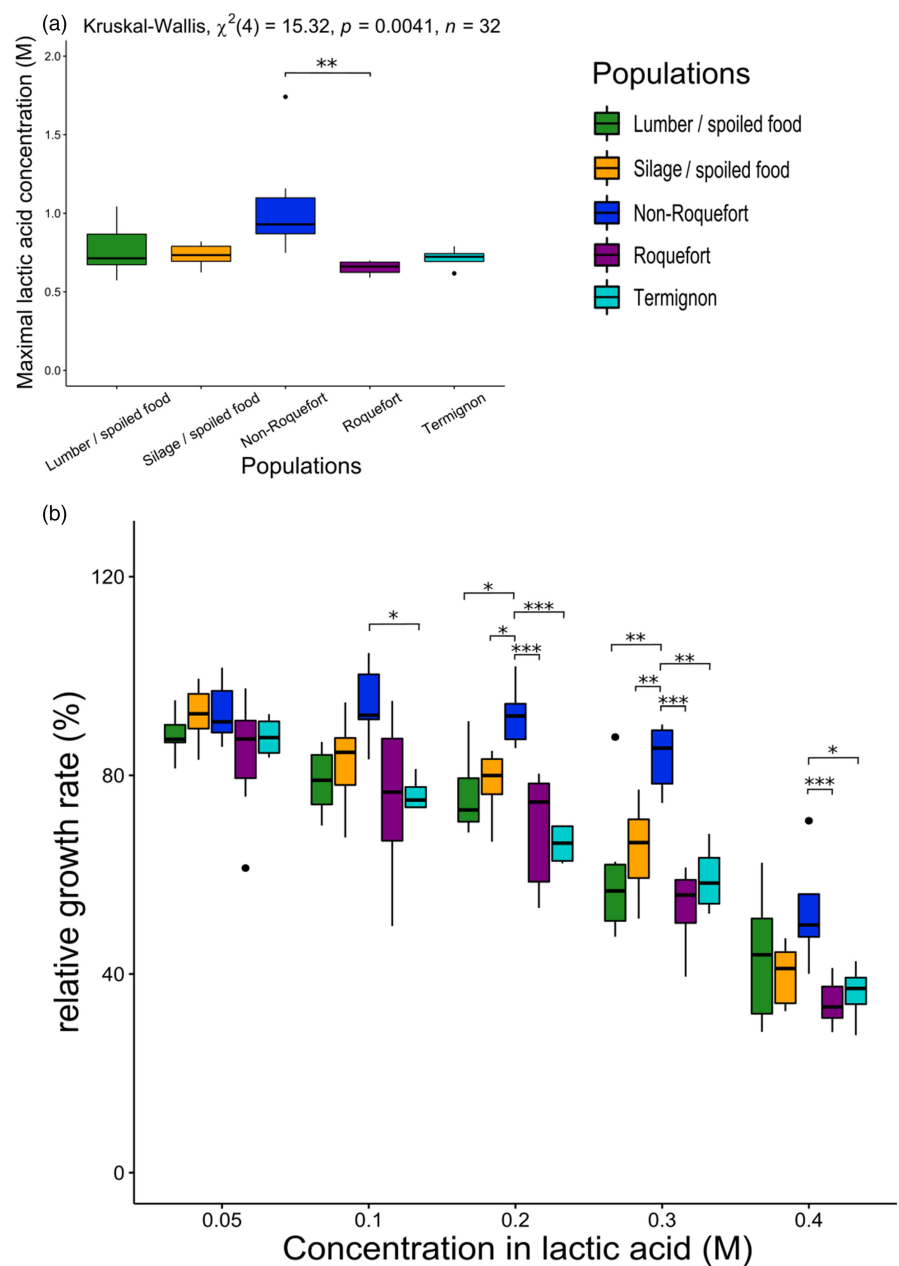 (a) Kruskal-Wallis, χ²(4) = 15.32, p = 0.0041, n = 32
Maximal lactic acid concentration (M)
2.0
1.5
1.0
0.5
0.0
**
Lumber / spoiled food
Silage / spoiled food
Non-Roquefort
Roquefort
Termignon
Populations
Populations
Lumber / spoiled food
Silage / spoiled food
Non-Roquefort
Roquefort
Termignon
(b)
relative growth rate (%)
120
80
40
0
*
*
***
*
***
**
**
**
***
*
***
0.05
0.1
0.2
0.3
0.4
Concentration in lactic acid (M)